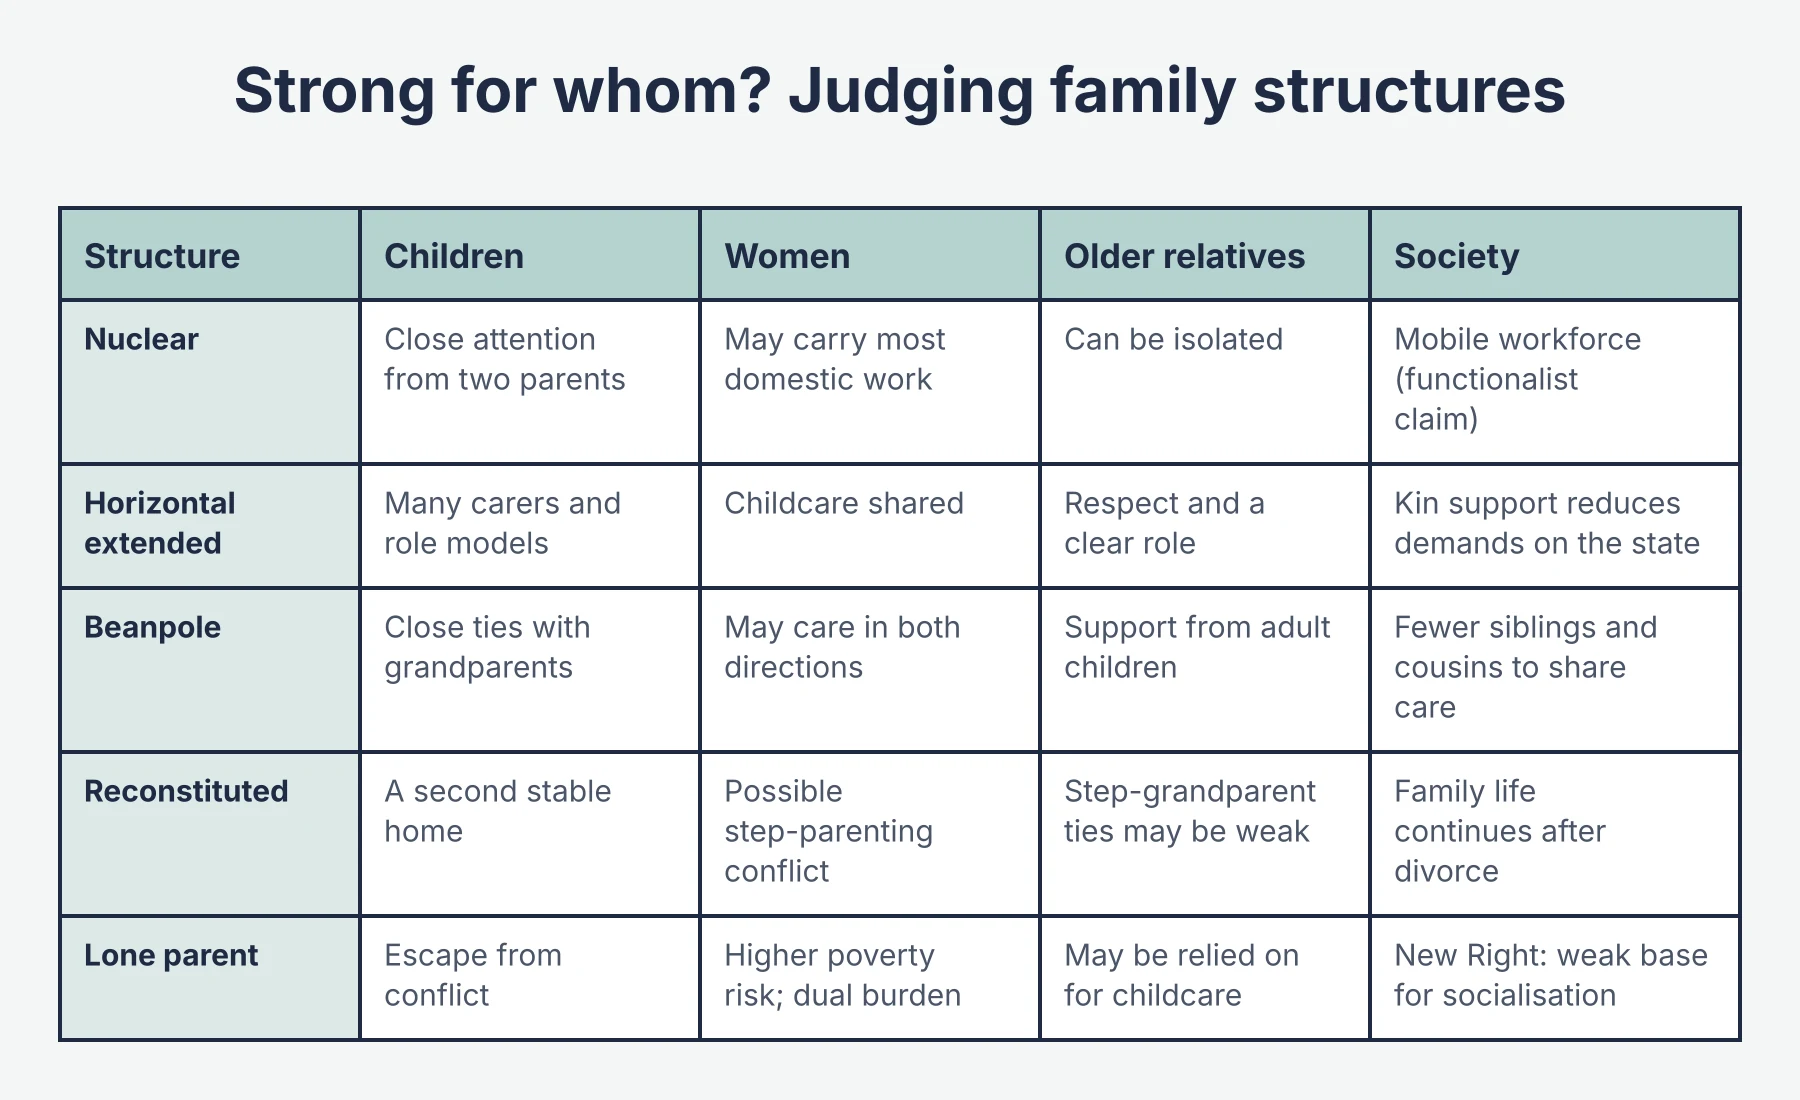 Strong for whom? Judging family structures
Structure
Children
Women
Older relatives
Society
Nuclear
Close attention
from two parents
May carry most
domestic work
Can be isolated
Mobile workforce
(functionalist
claim)
Horizontal
extended
Many carers and
role models
Childcare shared
Respect and a
clear role
Kin support reduces
demands on the state
Beanpole
Close ties with
grandparents
May care in both
directions
Support from adult
children
Fewer siblings and
cousins to share
care
Reconstituted
A second stable
home
Possible
step-parenting
conflict
Step-grandparent
ties may be weak
Family life
continues after
divorce
Lone parent
Escape from
conflict
Higher poverty
risk; dual burden
May be relied on
for childcare
New Right: weak base
for socialisation